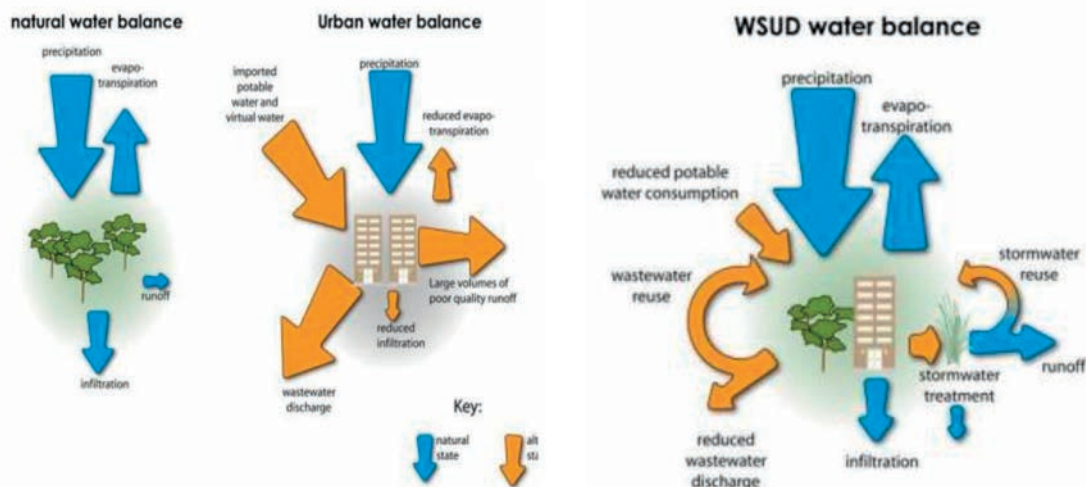 natural water balance
precipitation
evapo-
transpiration
runoff
infiltration
Urban water balance
imported
potable
water and
virtual water
precipitation
reduced evapo-
transpiration
Large volumes of
poor quality runoff
reduced
infiltration
wastewater
discharge
Key:
natural
state
WSUD water balance
precipitation
evapo-
transpiration
reduced potable
water consumption
wastewater
reuse
stormwater
reuse
runoff
stormwater
treatment
infiltration
reduced
wastewater
discharge